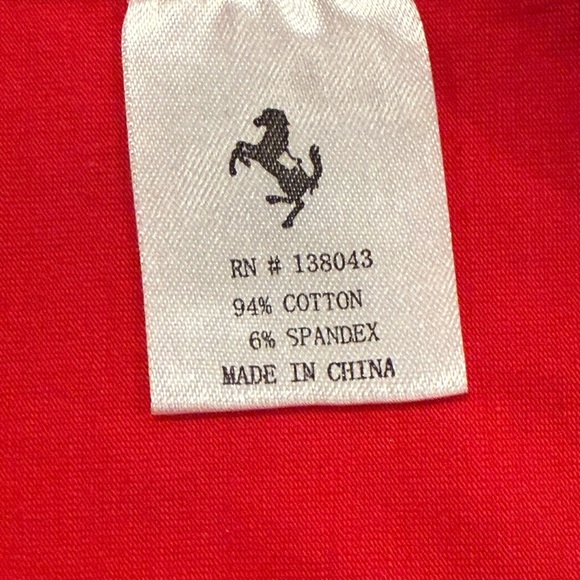 RN # 138043
94% COTTON
6% SPANDEX
MADE IN CHINA